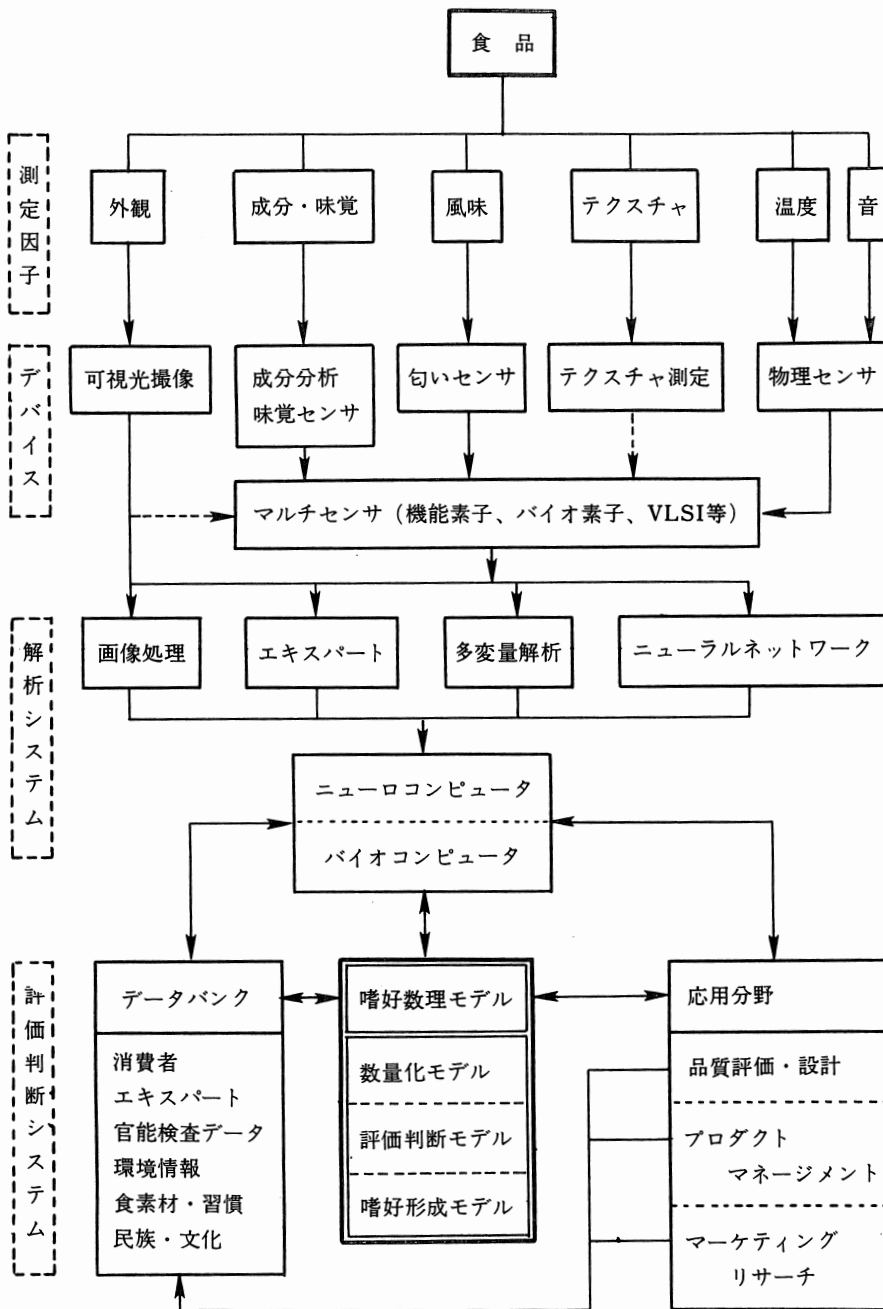 食品
測定因子
外観
成分・味覚
風味
テクスチャ
温度
音
デバイス
可視光撮像
成分分析
味覚センサ
匂いセンサ
テクスチャ測定
物理センサ
マルチセンサ（機能素子、バイオ素子、VLSI等）
解析システム
画像処理
エキスパート
多変量解析
ニューラルネットワーク
ニューロコンピュータ
バイオコンピュータ
評価判断システム
データバンク
消費者
エキスパート
官能検査データ
環境情報
食素材・習慣
民族・文化
嗜好数理モデル
数量化モデル
評価判断モデル
嗜好形成モデル
応用分野
品質評価・設計
プロダクト
マネージメント
マーケティング
リサーチ